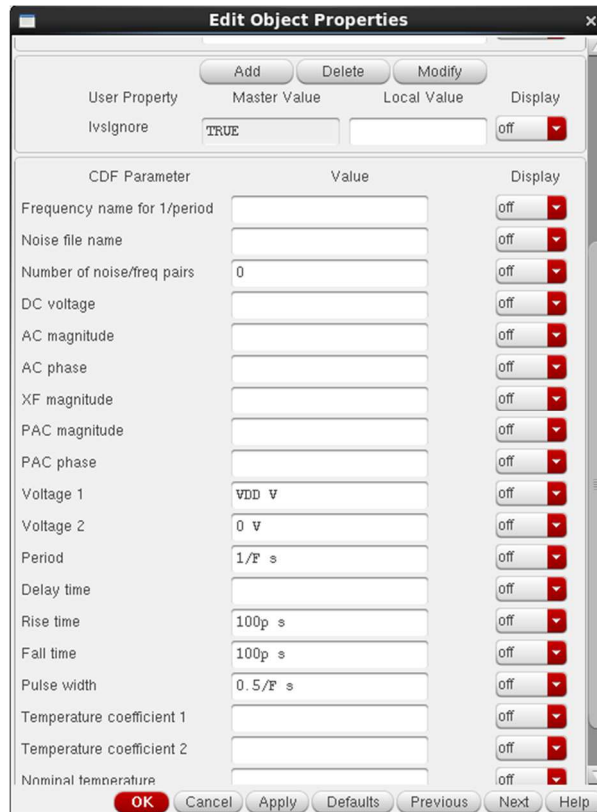 Edit Object Properties
Add Delete Modify
User Property Master Value Local Value Display
lvsIgnore TRUE off
CDF Parameter Value Display
Frequency name for 1/period off
Noise file name off
Number of noise/freq pairs 0 off
DC voltage off
AC magnitude off
AC phase off
XF magnitude off
PAC magnitude off
PAC phase off
Voltage 1 VDD V off
Voltage 2 0 V off
Period 1/F s off
Delay time off
Rise time 100p s off
Fall time 100p s off
Pulse width 0.5/F s off
Temperature coefficient 1 off
Temperature coefficient 2 off
Nominal temperature off
OK Cancel Apply Defaults Previous Next Help